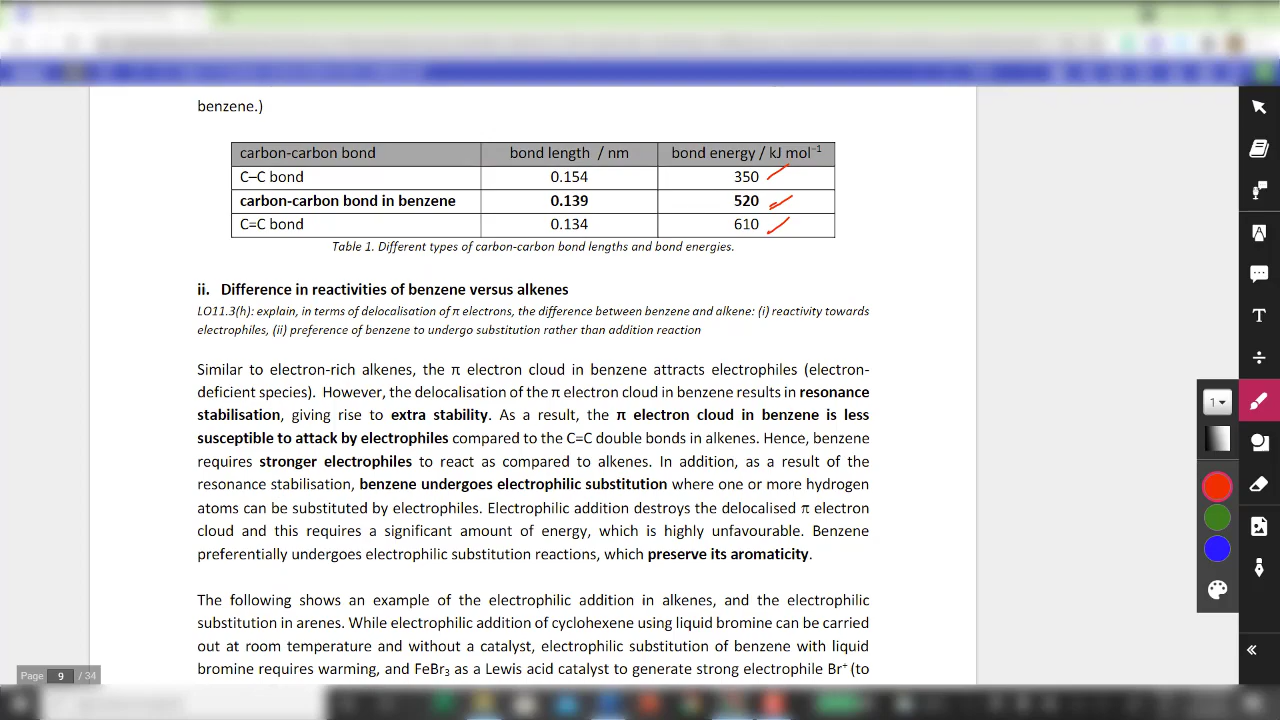 benzene.)
carbon-carbon bond bond length / nm bond energy / kJ mol⁻¹
C–C bond 0.154 350
carbon-carbon bond in benzene 0.139 520
C=C bond 0.134 610
Table 1. Different types of carbon-carbon bond lengths and bond energies.
ii. Difference in reactivities of benzene versus alkenes
LO11.3(h): explain, in terms of delocalisation of π electrons, the difference between benzene and alkene: (i) reactivity towards
electrophiles, (ii) preference of benzene to undergo substitution rather than addition reaction
Similar to electron-rich alkenes, the π electron cloud in benzene attracts electrophiles (electron-
deficient species). However, the delocalisation of the π electron cloud in benzene results in resonance
stabilisation, giving rise to extra stability. As a result, the π electron cloud in benzene is less
susceptible to attack by electrophiles compared to the C=C double bonds in alkenes. Hence, benzene
requires stronger electrophiles to react as compared to alkenes. In addition, as a result of the
resonance stabilisation, benzene undergoes electrophilic substitution where one or more hydrogen
atoms can be substituted by electrophiles. Electrophilic addition destroys the delocalised π electron
cloud and this requires a significant amount of energy, which is highly unfavourable. Benzene
preferentially undergoes electrophilic substitution reactions, which preserve its aromaticity.
The following shows an example of the electrophilic addition in alkenes, and the electrophilic
substitution in arenes. While electrophilic addition of cyclohexene using liquid bromine can be carried
out at room temperature and without a catalyst, electrophilic substitution of benzene with liquid
bromine requires warming, and FeBr₃ as a Lewis acid catalyst to generate strong electrophile Br⁺ (to
Page 9 / 34
1
T